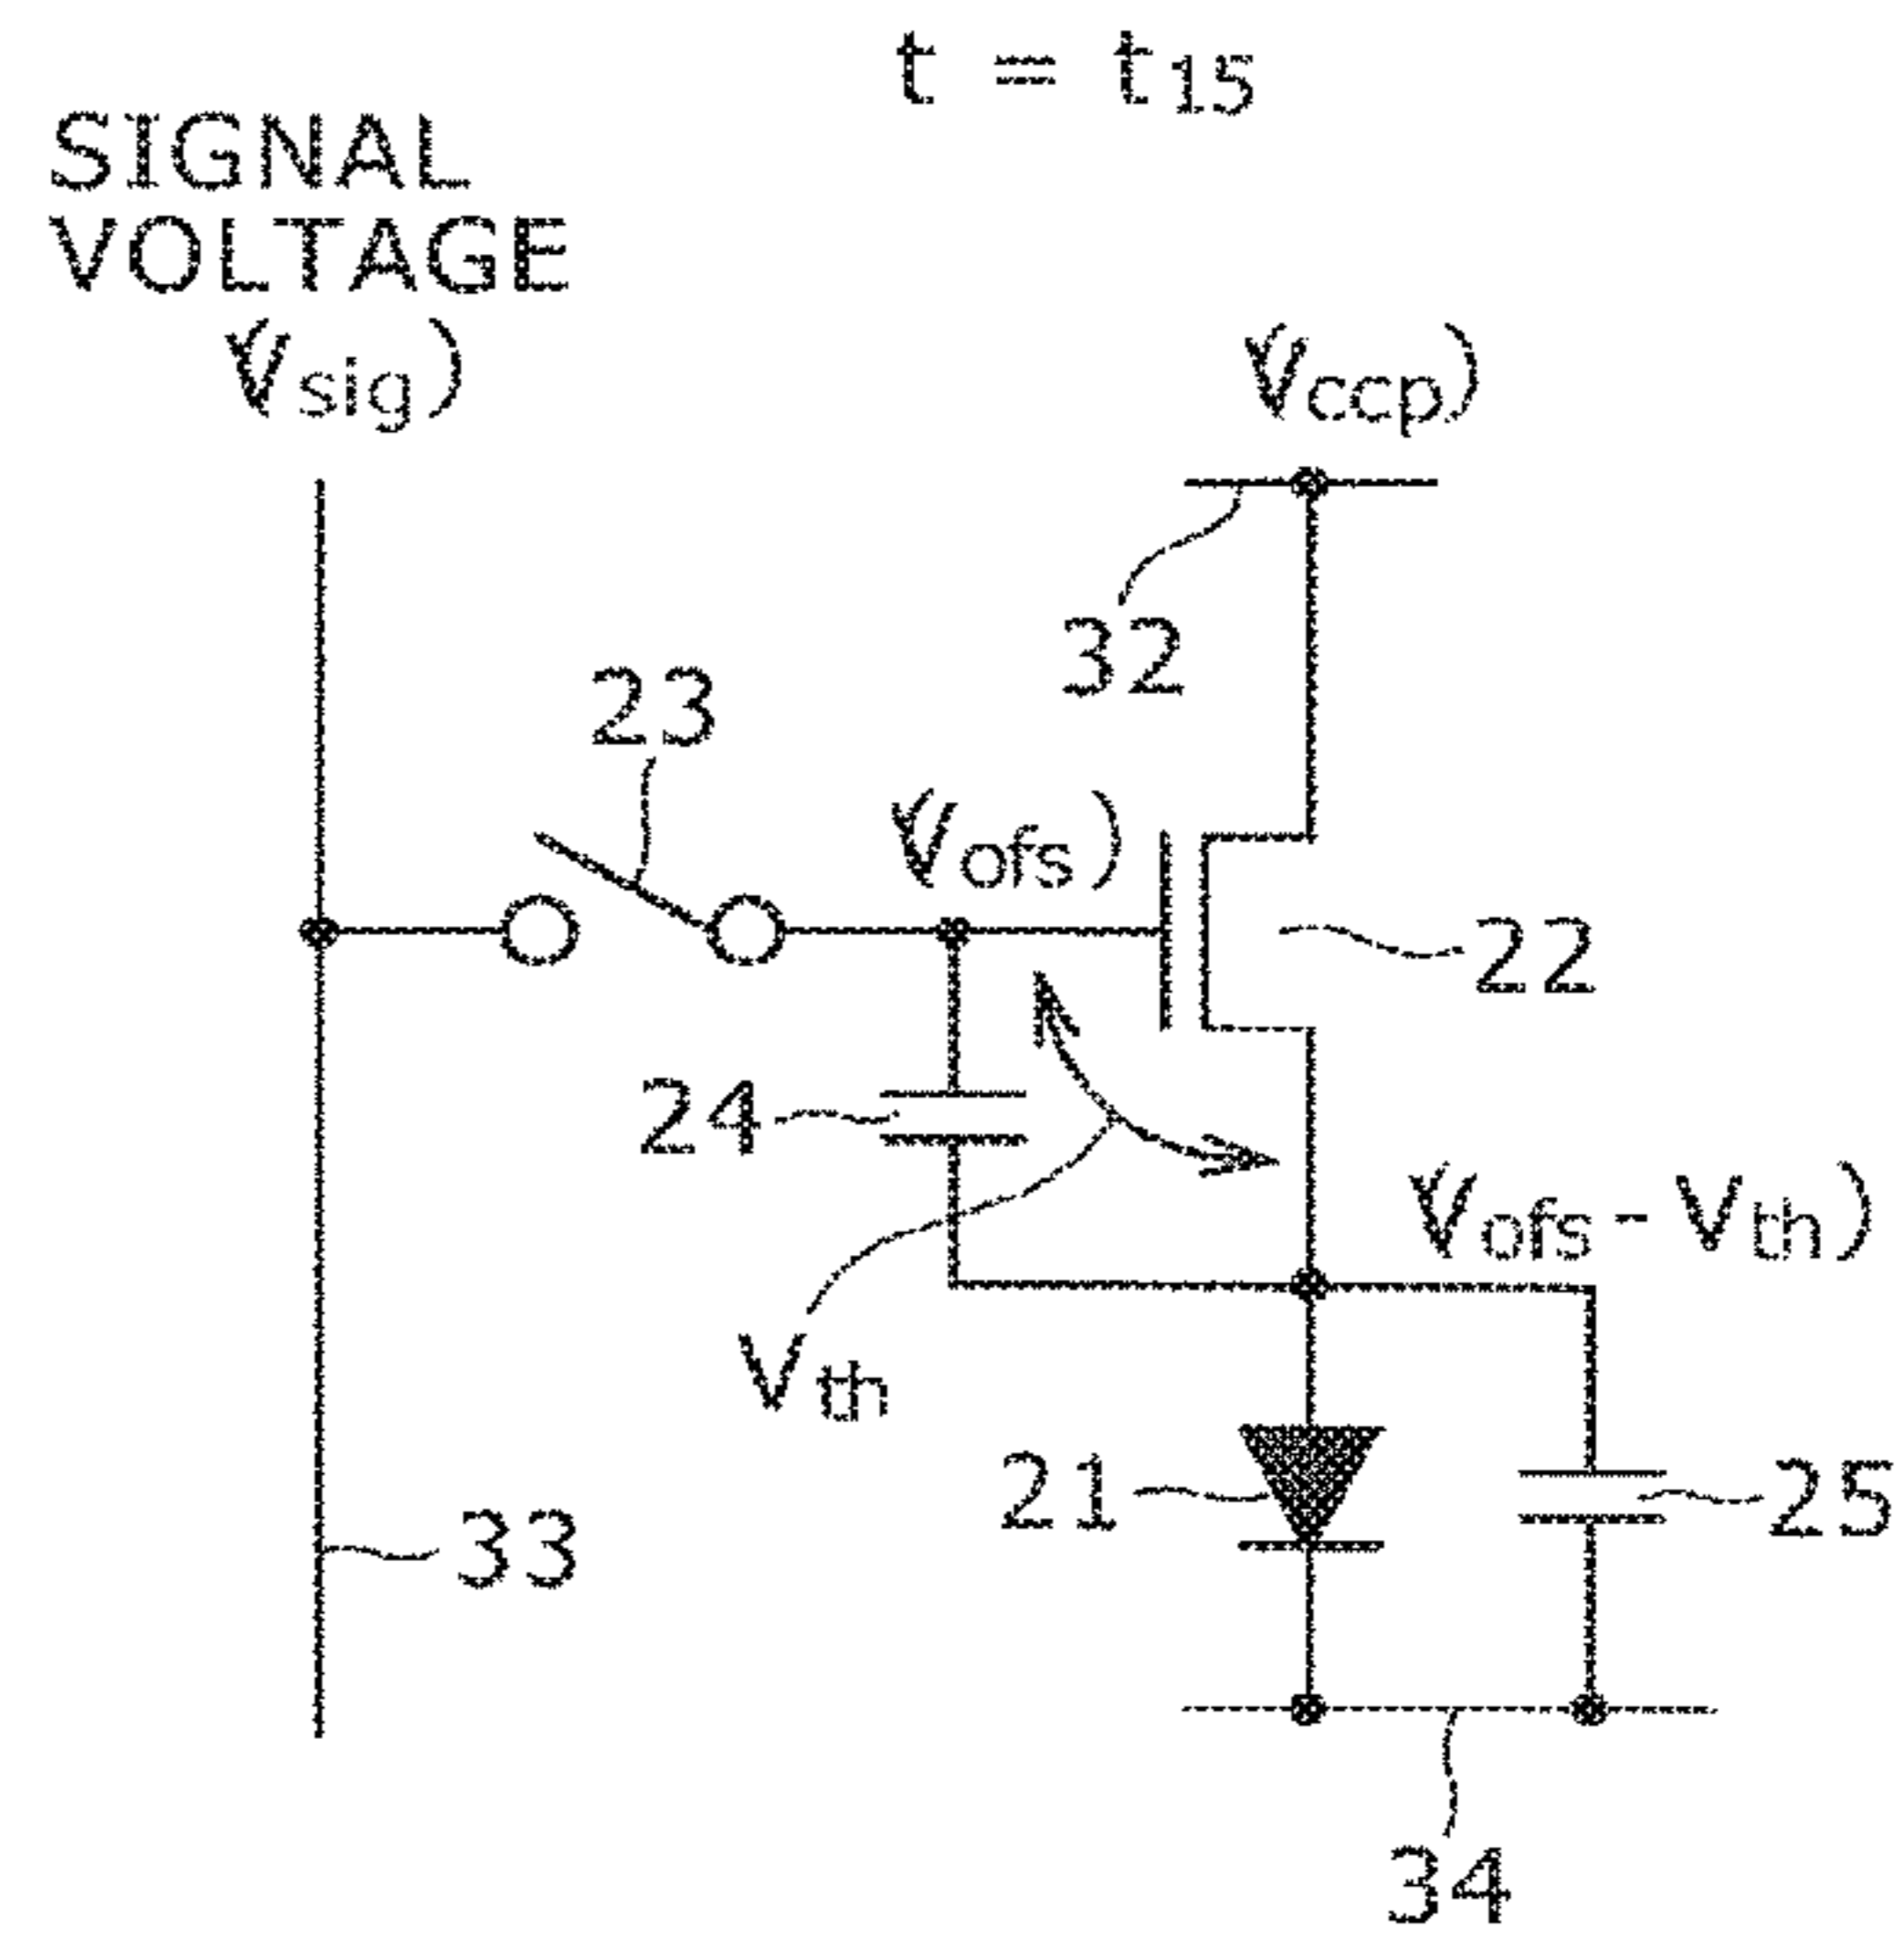 t = t15
SIGNAL
VOLTAGE
(Vsig)
(Vccp)
32
23
(Vofs)
22
24
(Vofs - Vth)
Vth
21
25
33
34